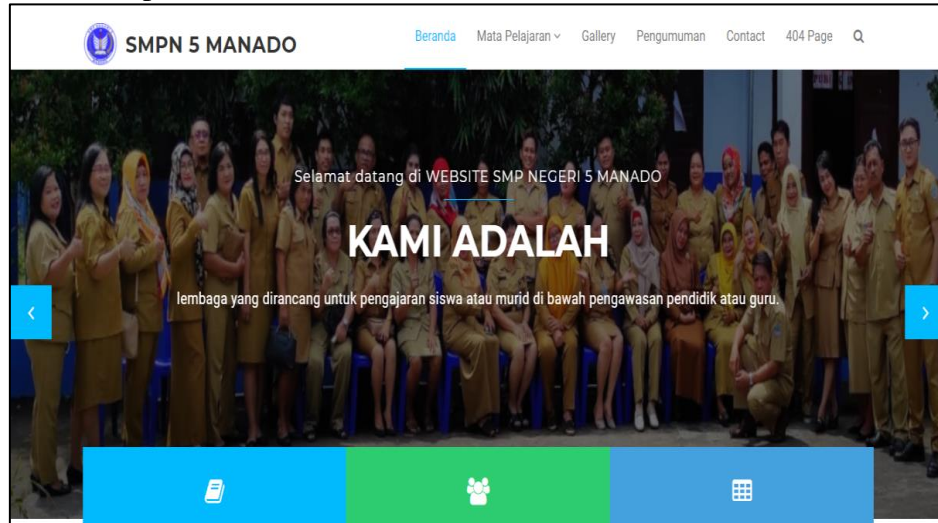 SMPN 5 MANADO
Beranda Mata Pelajaran Gallery Pengumuman Contact 404 Page
Selamat datang di WEBSITE SMP NEGERI 5 MANADO
KAMI ADALAH
lembaga yang dirancang untuk pengajaran siswa atau murid di bawah pengawasan pendidik atau guru.